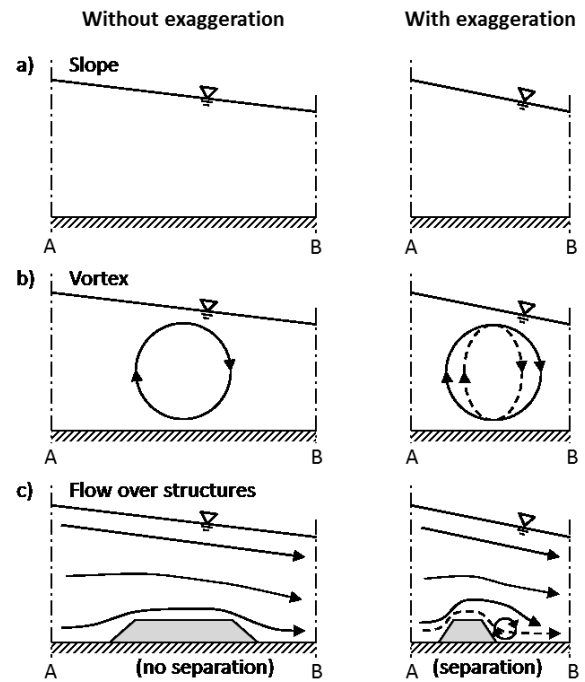 Without exaggeration With exaggeration
a) Slope
A B A B
b) Vortex
A B A B
c) Flow over structures
(no separation) (separation)
A B A B